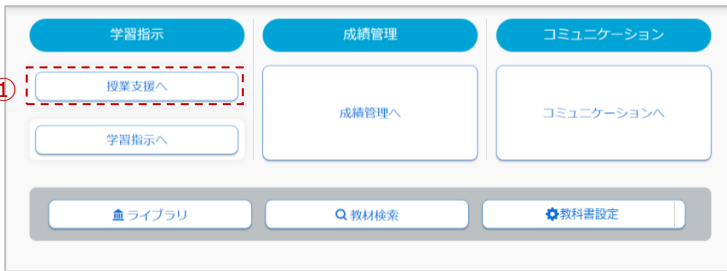 学習指示
成績管理
コミュニケーション
①
授業支援へ
学習指示へ
成績管理へ
コミュニケーションへ
ライブラリ
教材検索
教科書設定